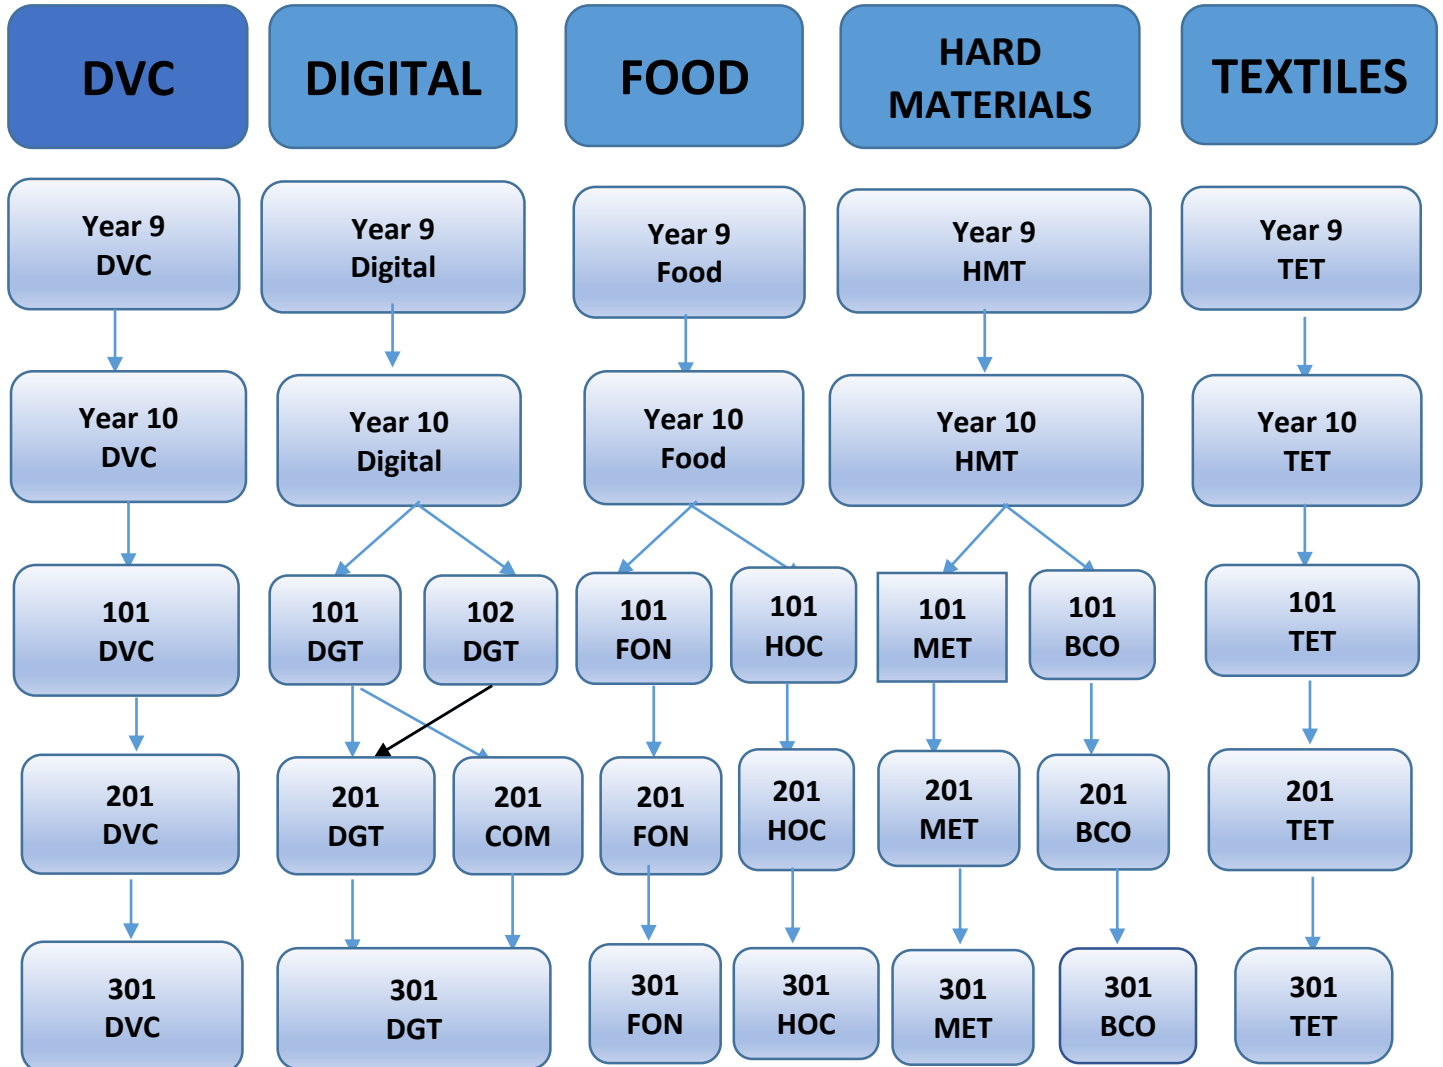 DVC
DIGITAL
FOOD
HARD
MATERIALS
TEXTILES
Year 9
DVC
Year 9
Digital
Year 9
Food
Year 9
HMT
Year 9
TET
Year 10
DVC
Year 10
Digital
Year 10
Food
Year 10
HMT
Year 10
TET
101
DVC
101
DGT
102
DGT
101
FON
101
HOC
101
MET
101
BCO
101
TET
201
DVC
201
DGT
201
COM
201
FON
201
HOC
201
MET
201
BCO
201
TET
301
DVC
301
DGT
301
FON
301
HOC
301
MET
301
BCO
301
TET